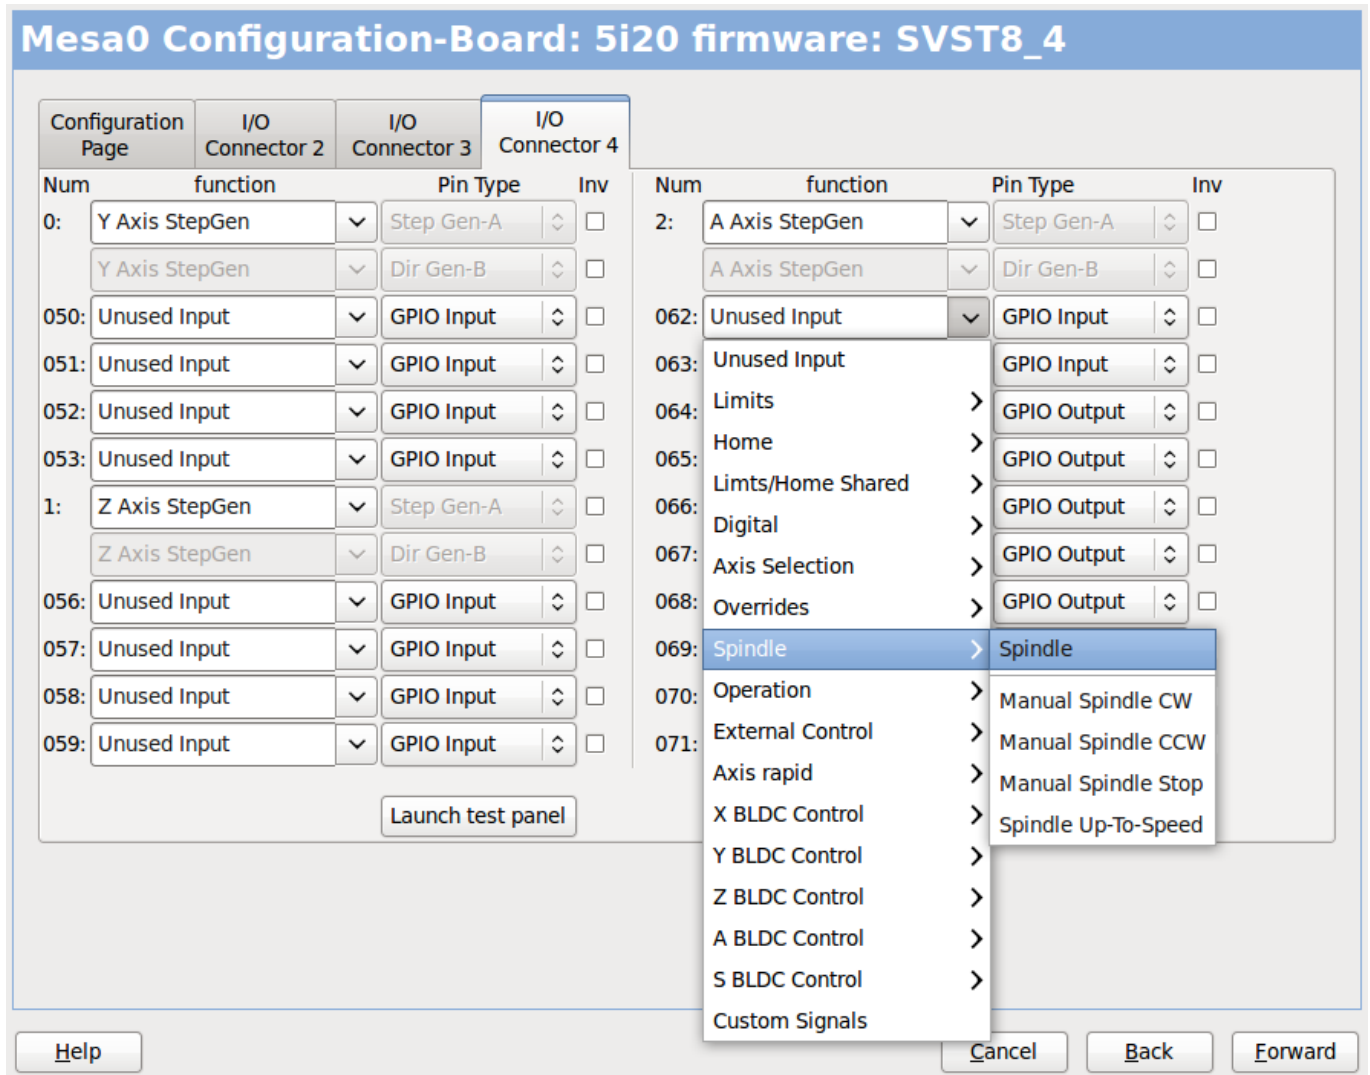 Mesa0 Configuration-Board: 5i20 firmware: SVST8_4
Configuration Page
I/O Connector 2
I/O Connector 3
I/O Connector 4
Num function Pin Type Inv
0: Y Axis StepGen Step Gen-A
Y Axis StepGen Dir Gen-B
050: Unused Input GPIO Input
051: Unused Input GPIO Input
052: Unused Input GPIO Input
053: Unused Input GPIO Input
1: Z Axis StepGen Step Gen-A
Z Axis StepGen Dir Gen-B
056: Unused Input GPIO Input
057: Unused Input GPIO Input
058: Unused Input GPIO Input
059: Unused Input GPIO Input
Launch test panel
Num function Pin Type Inv
2: A Axis StepGen Step Gen-A
A Axis StepGen Dir Gen-B
062: Unused Input GPIO Input
063: GPIO Input
064: GPIO Output
065: GPIO Output
066: GPIO Output
067: GPIO Output
068: GPIO Output
069:
070:
071:
Unused Input
Limits
Home
Limts/Home Shared
Digital
Axis Selection
Overrides
Spindle
Operation
External Control
Axis rapid
X BLDC Control
Y BLDC Control
Z BLDC Control
A BLDC Control
S BLDC Control
Custom Signals
Spindle
Manual Spindle CW
Manual Spindle CCW
Manual Spindle Stop
Spindle Up-To-Speed
Help
Cancel
Back
Forward